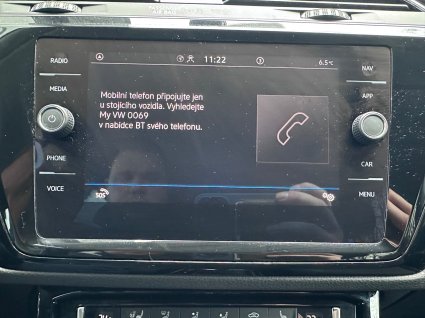 RADIO
MEDIA
PHONE
VOICE
11:22
6.5°C
Mobilní telefon připojujte jen
u stojícího vozidla. Vyhledejte
My VW 0069
v nabídce BT svého telefonu.
SOS
NAV
APP
CAR
MENU